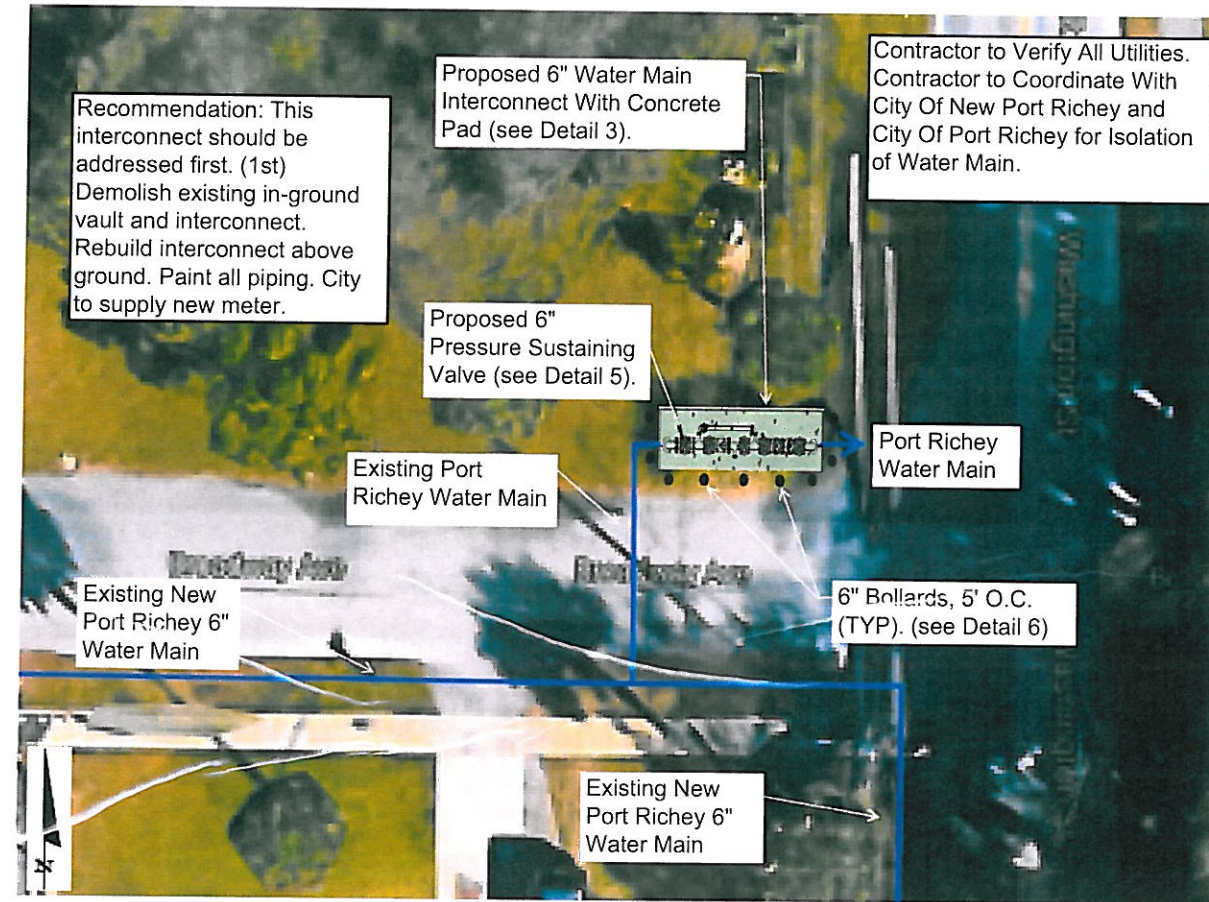 Recommendation: This
interconnect should be
addressed first. (1st)
Demolish existing in-ground
vault and interconnect.
Rebuild interconnect above
ground. Paint all piping. City
to supply new meter.
Proposed 6" Water Main
Interconnect With Concrete
Pad (see Detail 3).
Contractor to Verify All Utilities.
Contractor to Coordinate With
City Of New Port Richey and
City Of Port Richey for Isolation
of Water Main.
Proposed 6"
Pressure Sustaining
Valve (see Detail 5).
Existing Port
Richey Water Main
Port Richey
Water Main
Existing New
Port Richey 6"
Water Main
6" Bollards, 5' O.C.
(TYP). (see Detail 6)
Existing New
Port Richey 6"
Water Main
Washington St